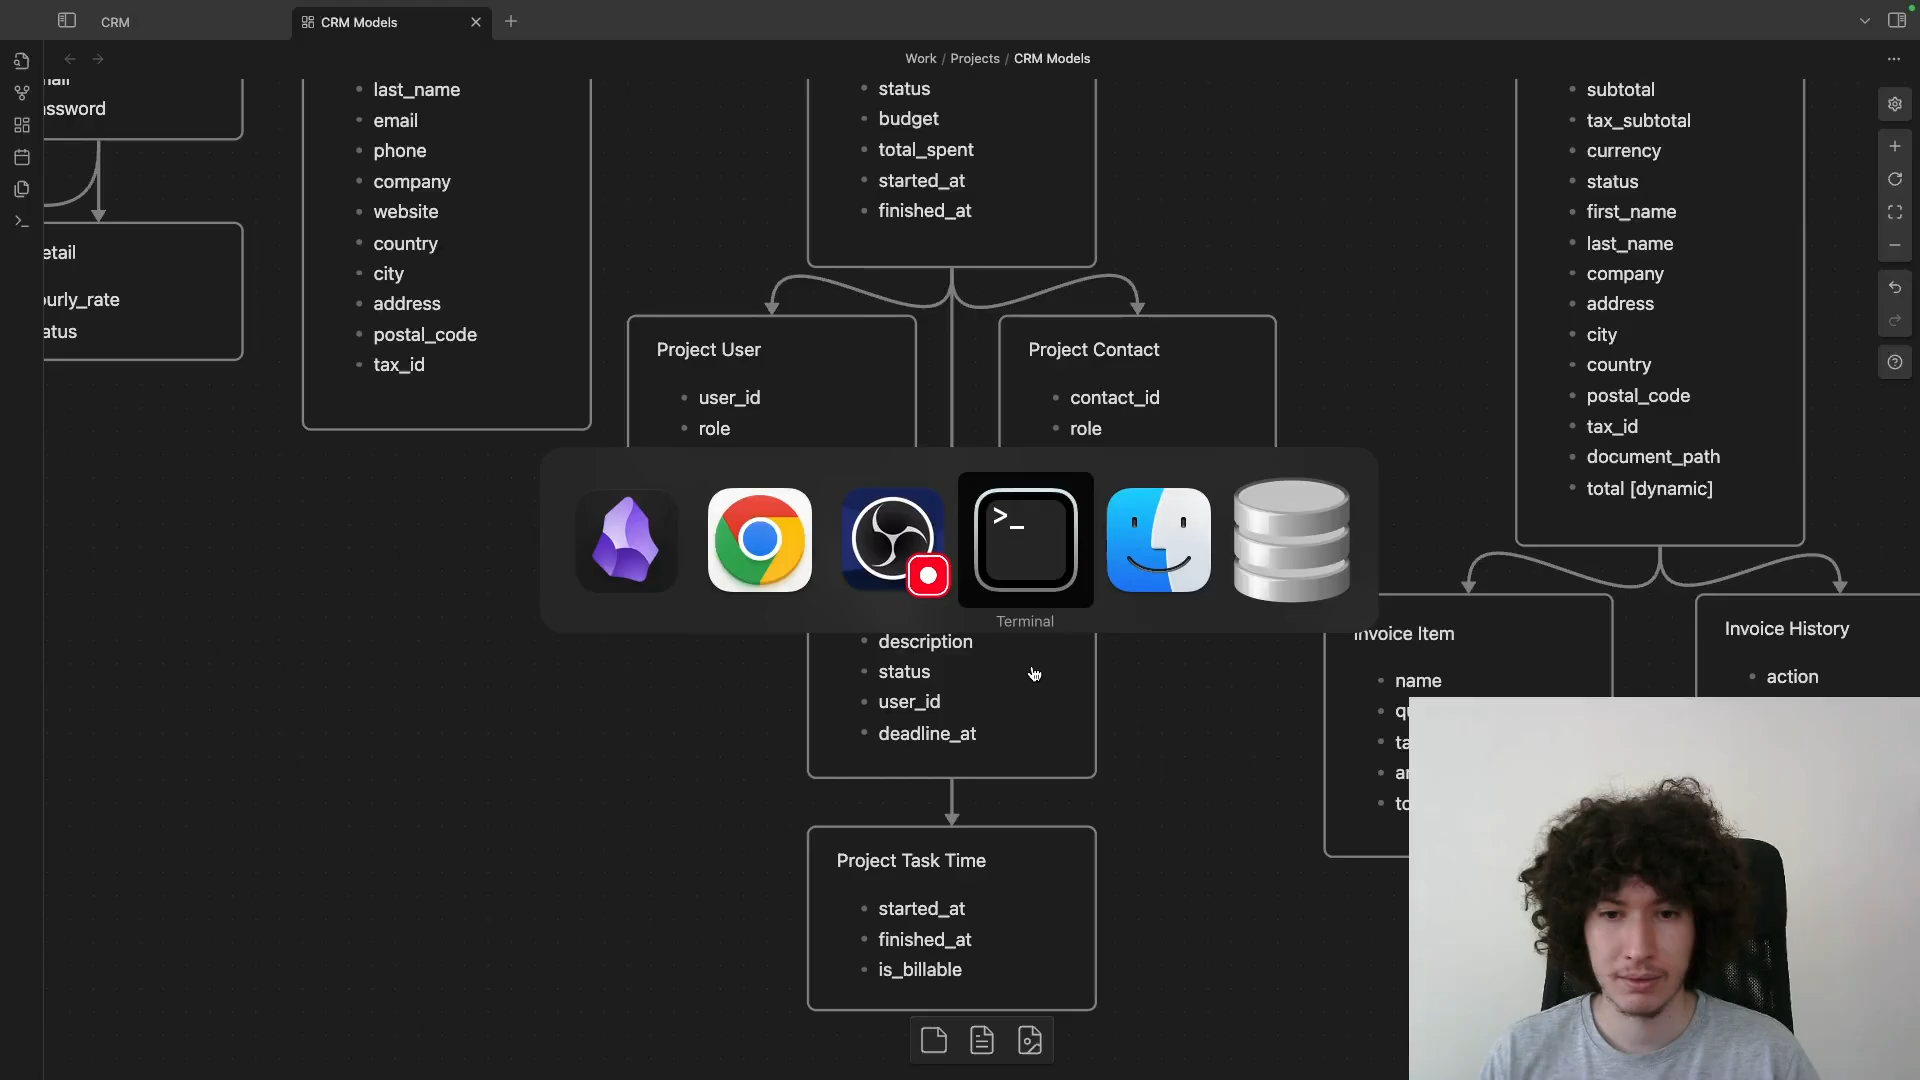 CRM
CRM Models
Work / Projects / CRM Models
assword
etail
ourly_rate
atus
last_name
email
phone
company
website
country
city
address
postal_code
tax_id
status
budget
total_spent
started_at
finished_at
Project User
user_id
role
Project Contact
contact_id
role
Terminal
description
status
user_id
deadline_at
Project Task Time
started_at
finished_at
is_billable
subtotal
tax_subtotal
currency
status
first_name
last_name
company
address
city
country
postal_code
tax_id
document_path
total [dynamic]
Invoice Item
name
Invoice History
action